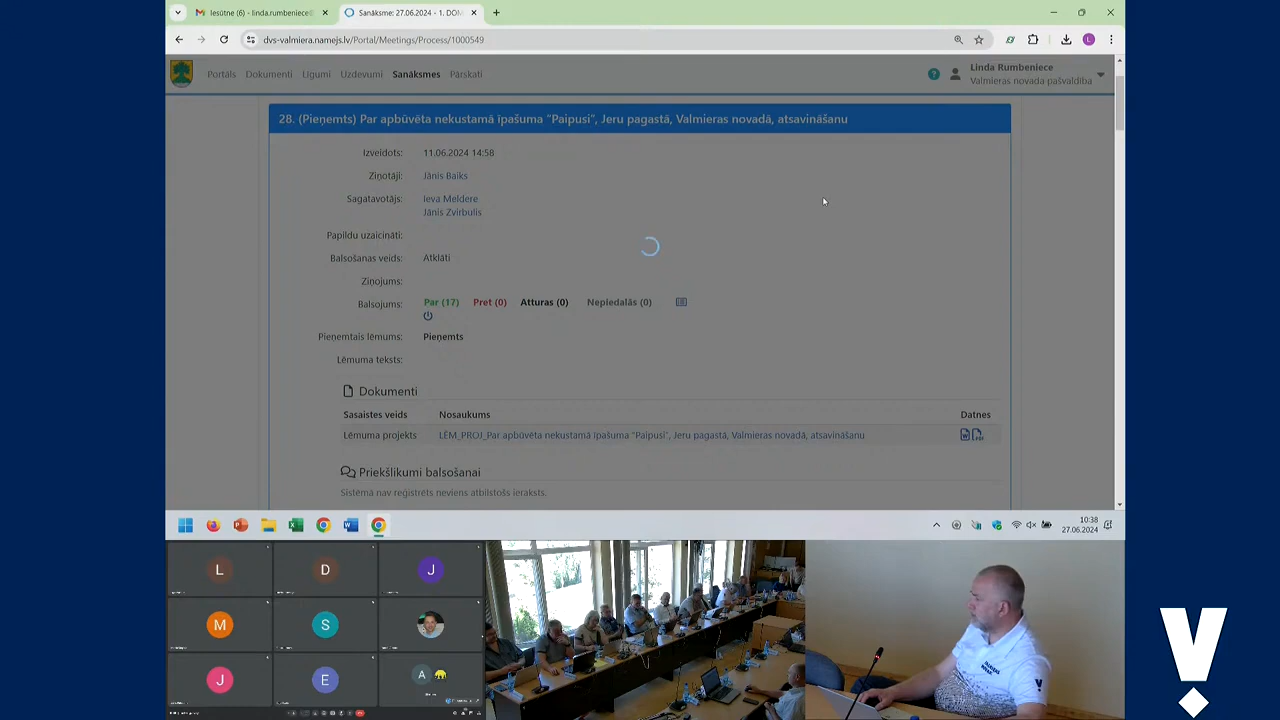 Iesūtne (6) - linda.rumbeniece@
Sanāksme: 27.06.2024 - 1. DOM
dvs-valmiera.namejs.lv/Portal/Meetings/Process/1000549
L
Portāls Dokumenti Līgumi Uzdevumi Sanāksmes Pārskati
Linda Rumbeniece
Valmieras novada pašvaldība
28. (Pieņemts) Par apbūvēta nekustamā īpašuma "Paipusi", Jeru pagastā, Valmieras novadā, atsavināšanu
Izveidots: 11.06.2024 14:58
Ziņotāji: Jānis Baiks
Sagatavotājs: Ieva Meldere
Jānis Zvirbulis
Papildu uzaicināti:
Balsošanas veids: Atklāti
Ziņojums:
Balsojums: Par (17) Pret (0) Atturas (0) Nepiedalās (0)
Pieņemtais lēmums: Pieņemts
Lēmuma teksts:
Dokumenti
Sasaistes veids Nosaukums Datnes
Lēmuma projekts LĒM_PROJ_Par apbūvēta nekustamā īpašuma "Paipusi", Jeru pagastā, Valmieras novadā, atsavināšanu
Priekšlikumi balsošanai
Sistēmā nav reģistrēts neviens atbilstošs ieraksts.
10:38
27.06.2024
L D J
M S
J E A